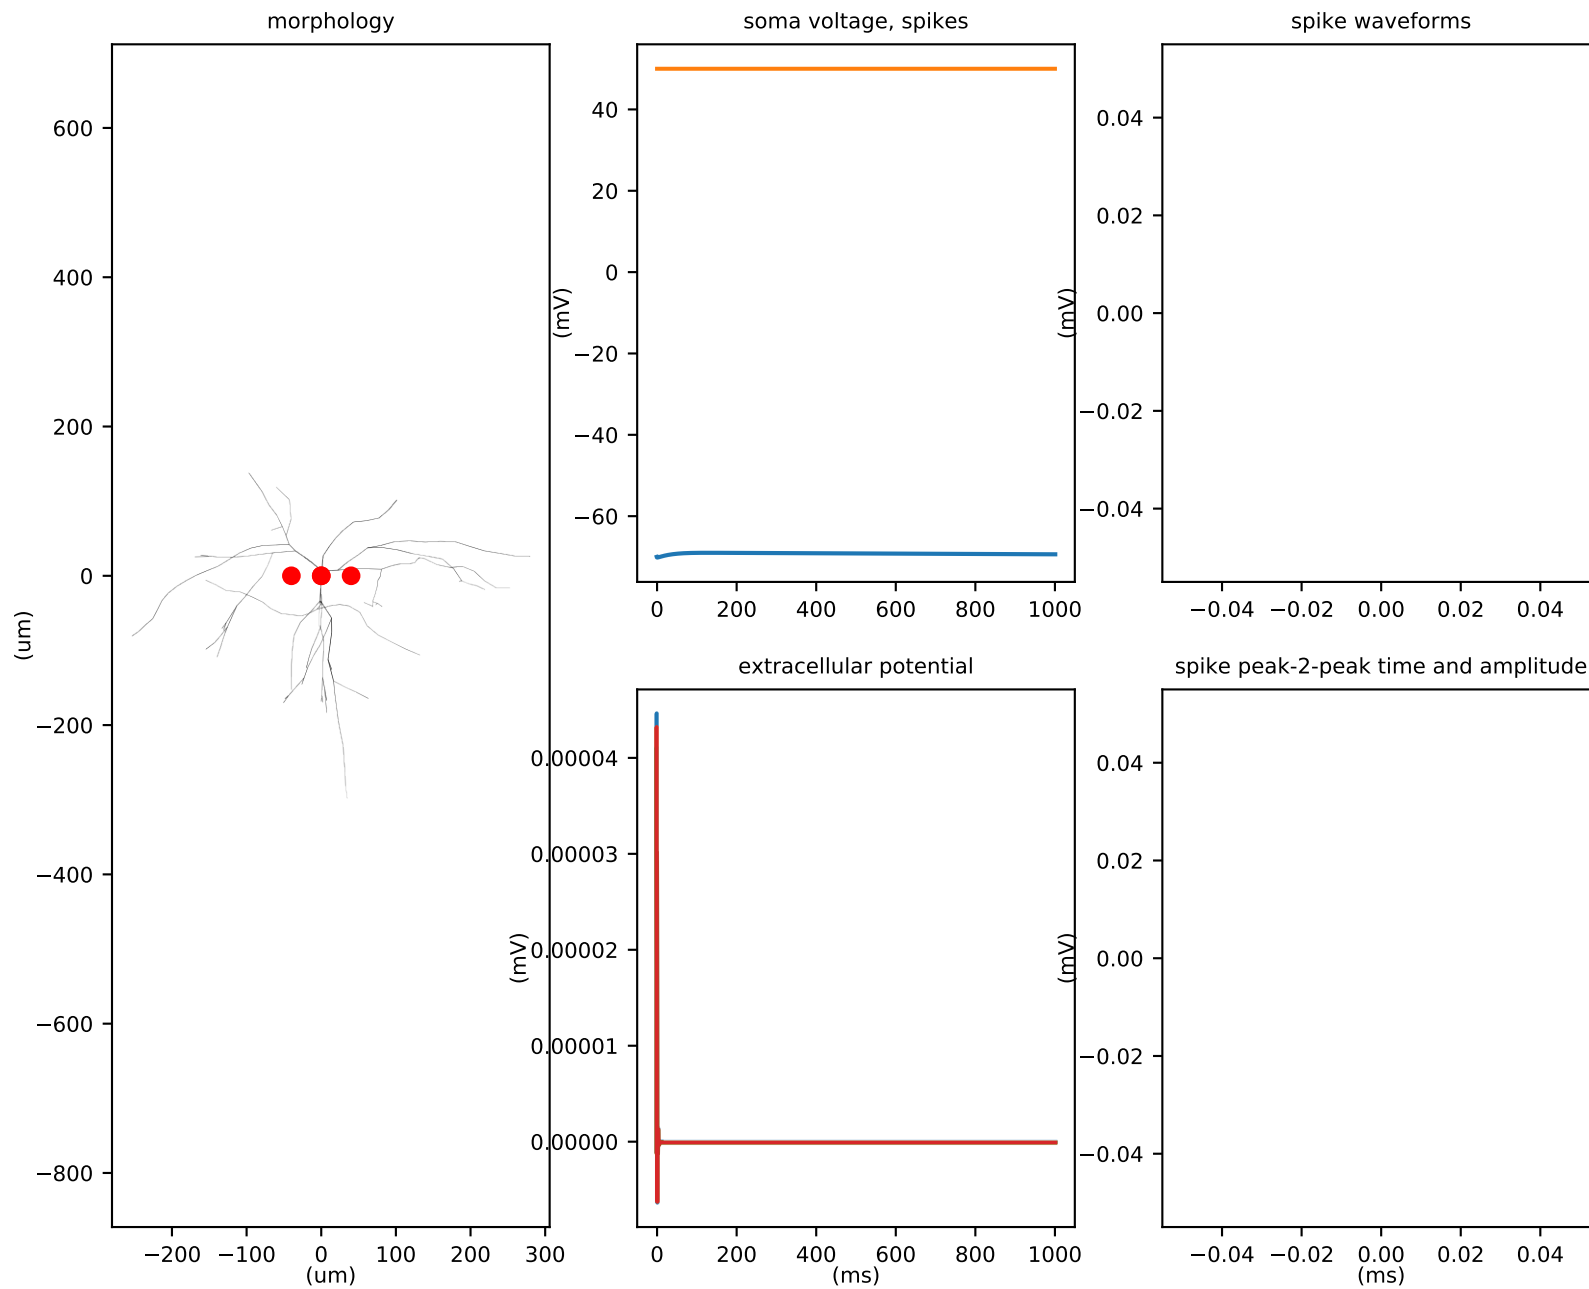 morphology
600
400
200
0
−200
−400
−600
−800
(um)
−200 −100 0 100 200 300
(um)
soma voltage, spikes
40
20
0
−20
−40
−60
(mV)
0 200 400 600 800 1000
spike waveforms
0.04
0.02
0.00
−0.02
−0.04
(mV)
−0.04 −0.02 0.00 0.02 0.04
extracellular potential
0.00004
0.00003
0.00002
0.00001
0.00000
(mV)
0 200 400 600 800 1000
(ms)
spike peak-2-peak time and amplitude
0.04
0.02
0.00
−0.02
−0.04
(mV)
−0.04 −0.02 0.00 0.02 0.04
(ms)